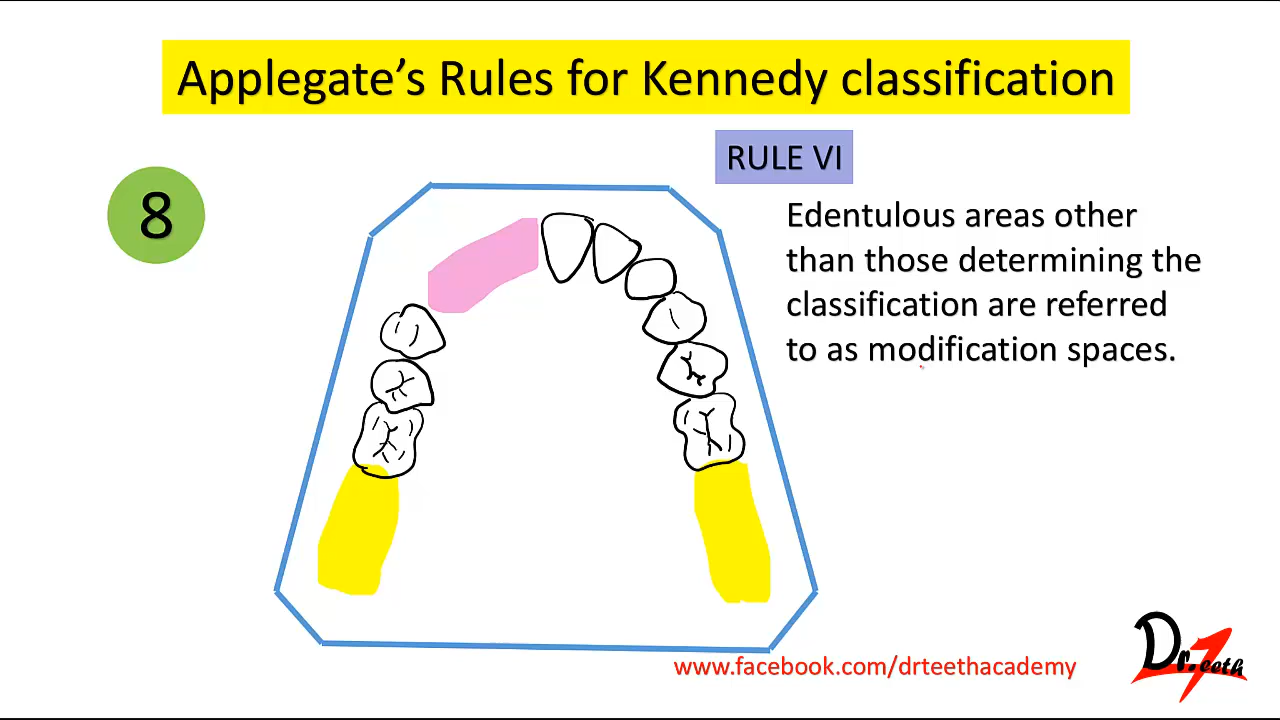 Applegate's Rules for Kennedy classification
RULE VI
8
Edentulous areas other
than those determining the
classification are referred
to as modification spaces.
www.facebook.com/drteethacademy
Dr.Teeth